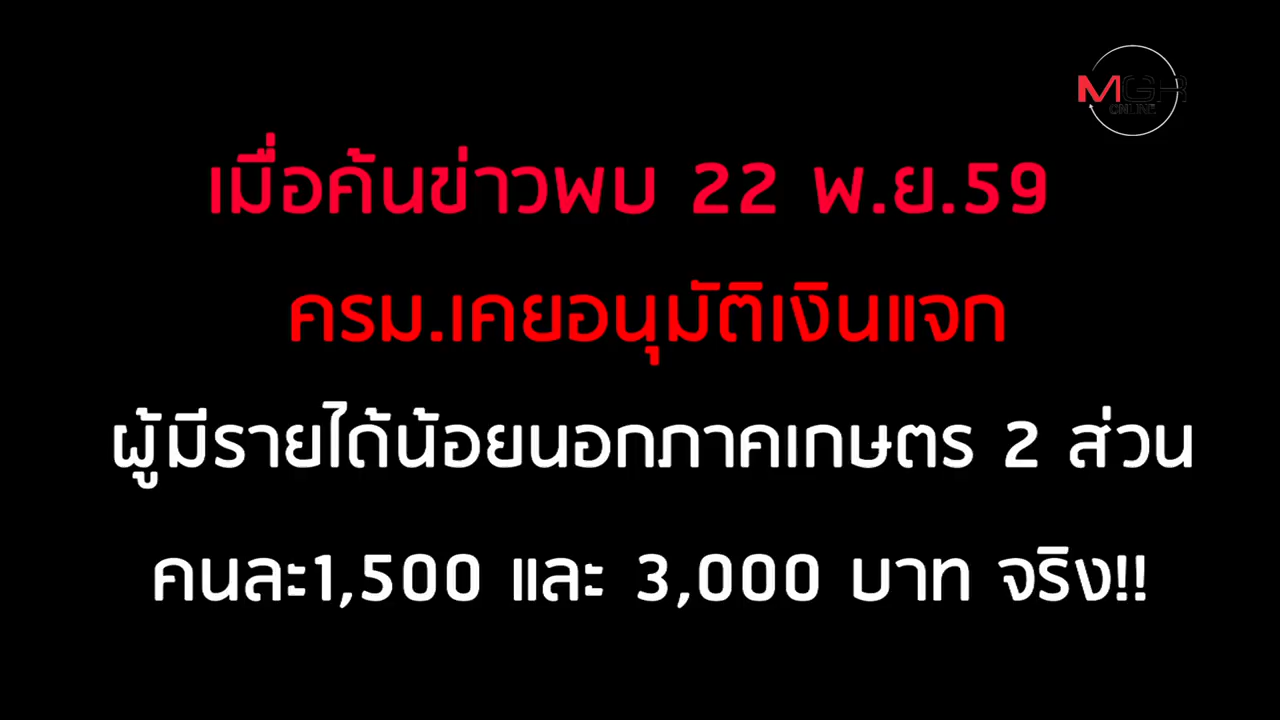 MGR
ONLINE
เมื่อค้นข่าวพบ 22 พ.ย.59
ครม.เคยอนุมัติเงินแจก
ผู้มีรายได้น้อยนอกภาคเกษตร 2 ส่วน
คนละ1,500 และ 3,000 บาท จริง!!